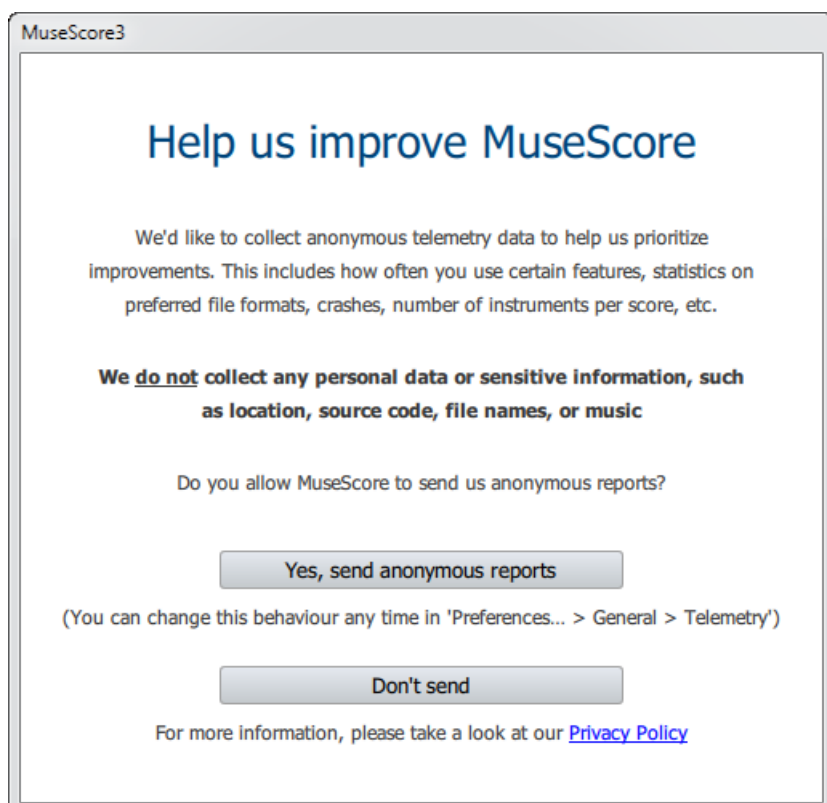 MuseScore3
Help us improve MuseScore
We'd like to collect anonymous telemetry data to help us prioritize
improvements. This includes how often you use certain features, statistics on
preferred file formats, crashes, number of instruments per score, etc.
We do not collect any personal data or sensitive information, such
as location, source code, file names, or music
Do you allow MuseScore to send us anonymous reports?
Yes, send anonymous reports
(You can change this behaviour any time in 'Preferences... > General > Telemetry')
Don't send
For more information, please take a look at our Privacy Policy